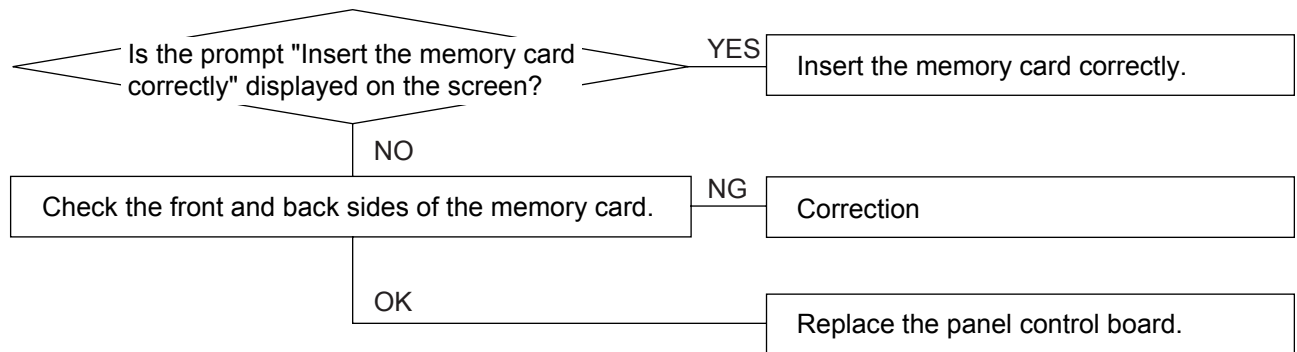 Is the prompt "Insert the memory card
correctly" displayed on the screen?
YES
Insert the memory card correctly.
NO
Check the front and back sides of the memory card.
NG
Correction
OK
Replace the panel control board.